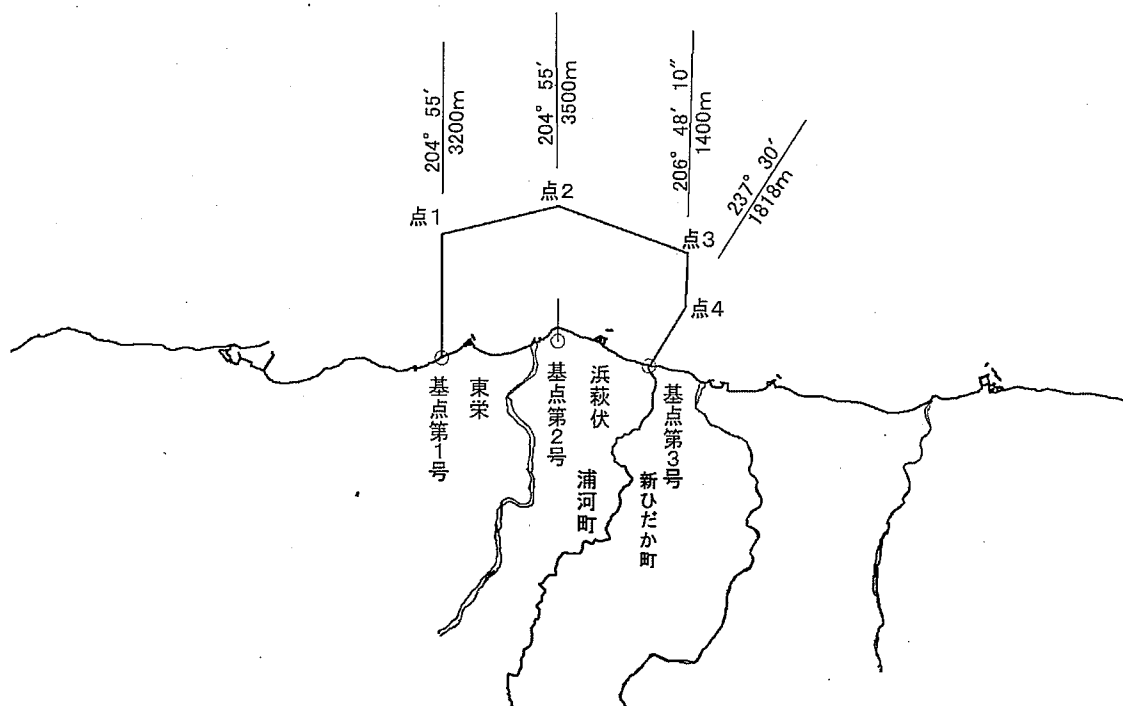 204° 55′
3200m
204° 55′
3500m
206° 48′ 10″
1400m
237° 30′
1818m
点1
点2
点3
点4
基点第1号
東栄
基点第2号
浜荻伏
基点第3号
浦河町
新ひだか町